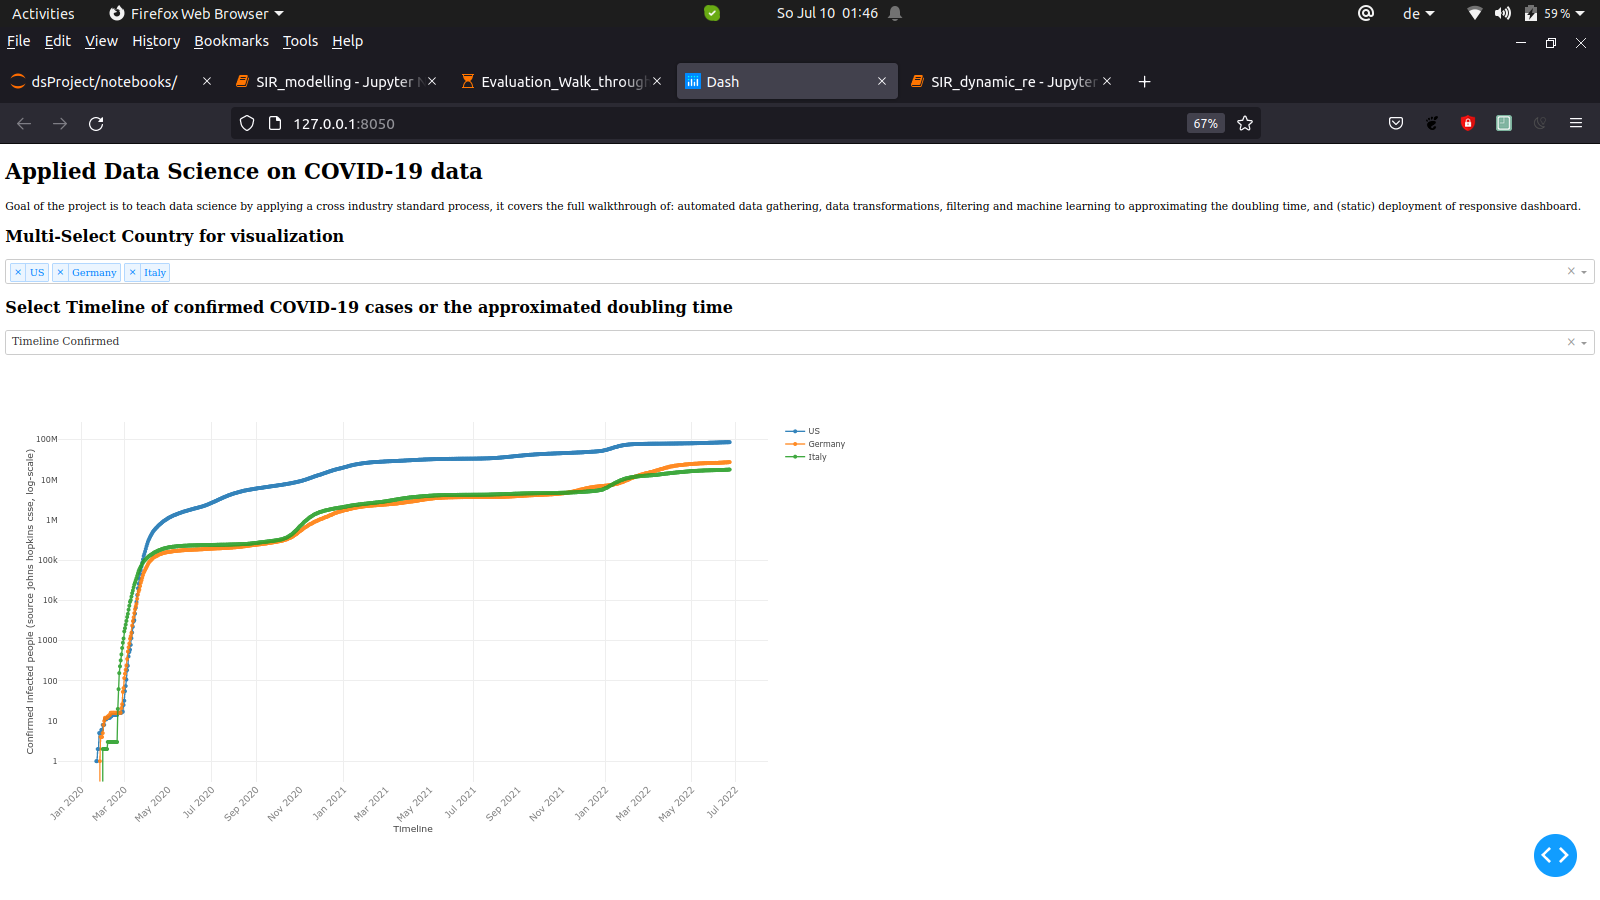 Activities Firefox Web Browser So Jul 10 01:46 de 59 %
File Edit View History Bookmarks Tools Help
dsProject/notebooks/ SIR_modelling - Jupyter N Evaluation_Walk_through Dash SIR_dynamic_re - Jupyter
127.0.0.1:8050 67%
Applied Data Science on COVID-19 data
Goal of the project is to teach data science by applying a cross industry standard process, it covers the full walkthrough of: automated data gathering, data transformations, filtering and machine learning to approximating the doubling time, and (static) deployment of responsive dashboard.
Multi-Select Country for visualization
× US × Germany × Italy
Select Timeline of confirmed COVID-19 cases or the approximated doubling time
Timeline Confirmed
Confirmed infected people (source johns hopkins csse, log-scale)
100M
10M
1M
100k
10k
1000
100
10
1
Jan 2020
Mar 2020
May 2020
Jul 2020
Sep 2020
Nov 2020
Jan 2021
Mar 2021
May 2021
Jul 2021
Sep 2021
Nov 2021
Jan 2022
Mar 2022
May 2022
Jul 2022
Timeline
US
Germany
Italy